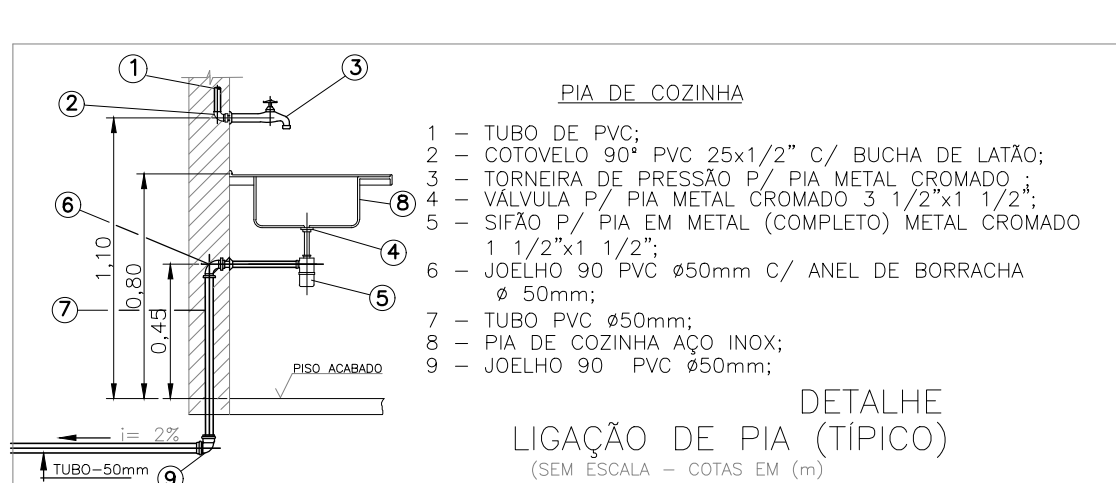 1
2
3
1,10
0,80
0,45
6
7
8
4
5
PISO ACABADO
i= 2%
TUBO-50mm
9
PIA DE COZINHA
1 - TUBO DE PVC;
2 - COTOVELO 90º PVC 25x1/2" C/ BUCHA DE LATÃO;
3 - TORNEIRA DE PRESSÃO P/ PIA METAL CROMADO ;
4 - VÁLVULA P/ PIA METAL CROMADO 3 1/2"x1 1/2";
5 - SIFÃO P/ PIA EM METAL (COMPLETO) METAL CROMADO
1 1/2"x1 1/2";
6 - JOELHO 90 PVC ø50mm C/ ANEL DE BORRACHA
ø 50mm;
7 - TUBO PVC ø50mm;
8 - PIA DE COZINHA AÇO INOX;
9 - JOELHO 90 PVC ø50mm;
DETALHE
LIGAÇÃO DE PIA (TÍPICO)
(SEM ESCALA - COTAS EM (m)